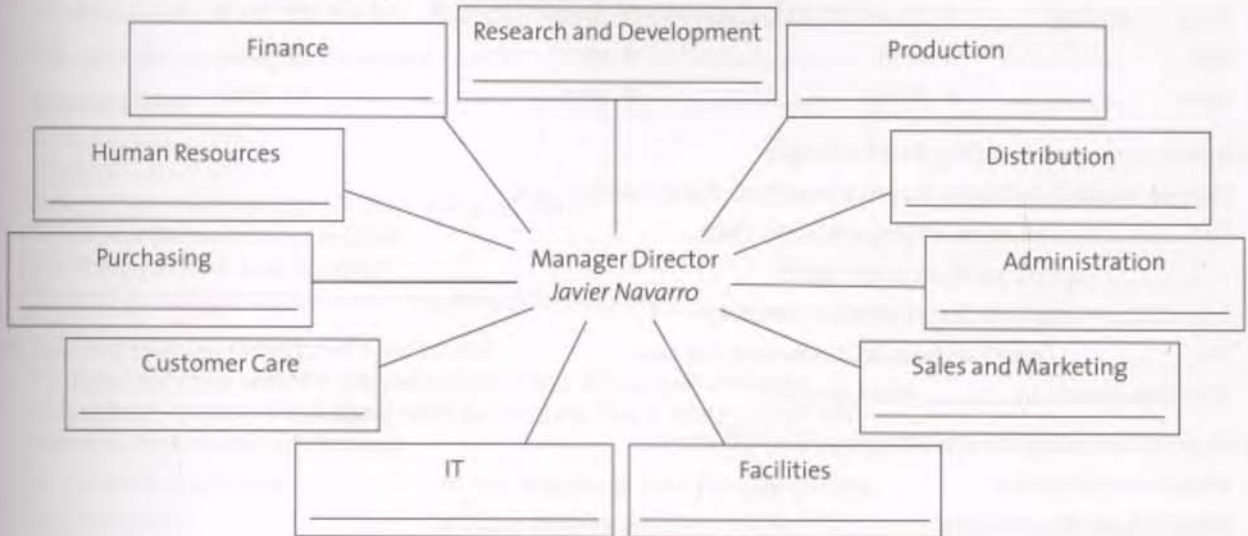 Research and Development
Finance
Production
Human Resources
Distribution
Purchasing
Manager Director
Javier Navarro
Administration
Customer Care
Sales and Marketing
IT
Facilities